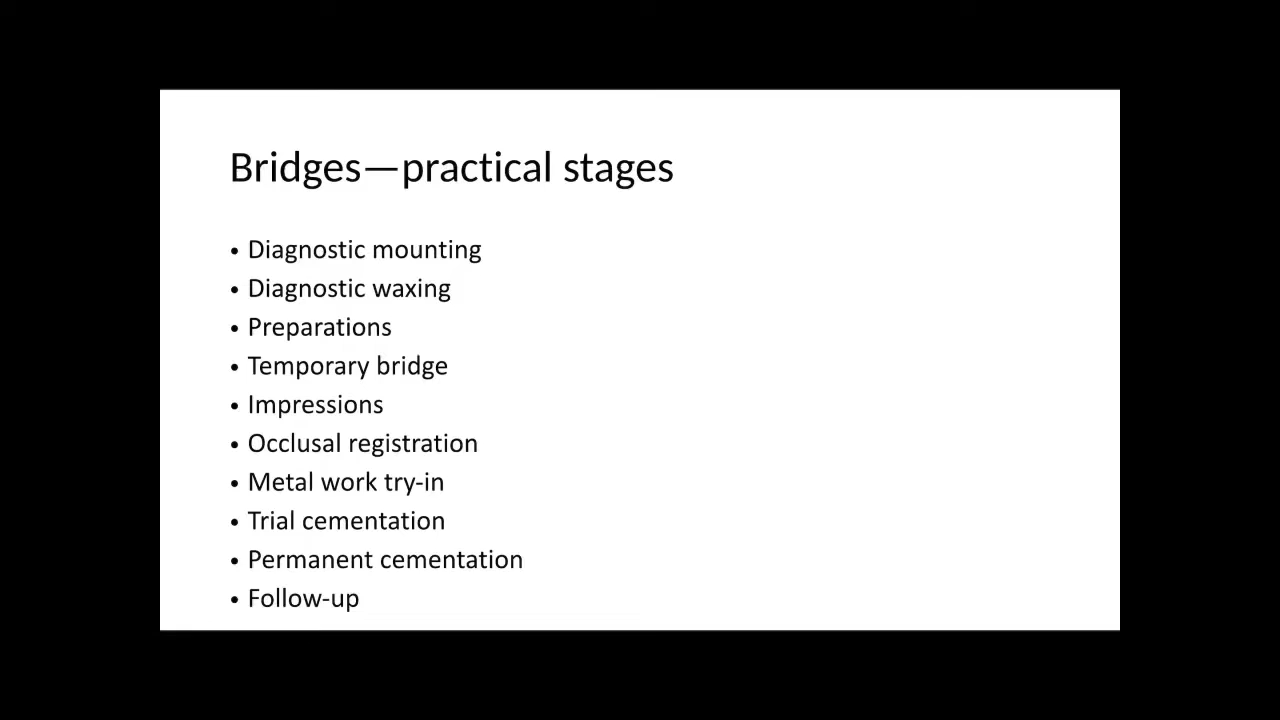 Bridges—practical stages
• Diagnostic mounting
• Diagnostic waxing
• Preparations
• Temporary bridge
• Impressions
• Occlusal registration
• Metal work try-in
• Trial cementation
• Permanent cementation
• Follow-up